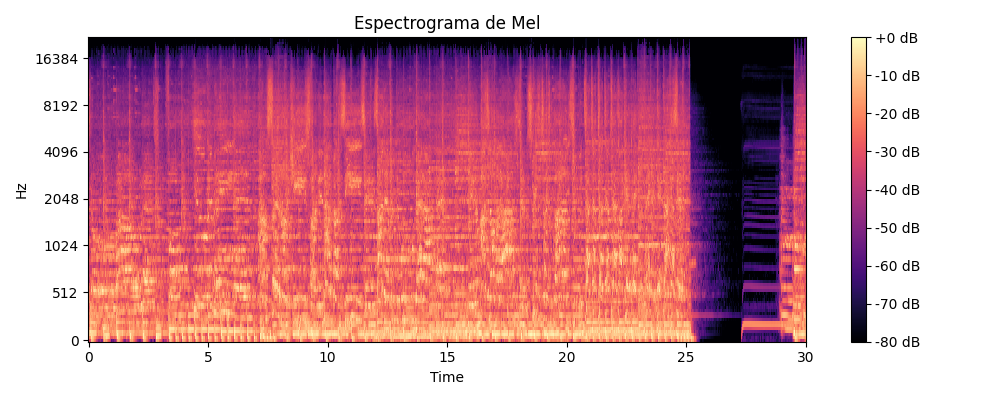 Espectrograma de Mel
Hz
16384
8192
4096
2048
1024
512
0
0 5 10 15 20 25 30
Time
+0 dB
-10 dB
-20 dB
-30 dB
-40 dB
-50 dB
-60 dB
-70 dB
-80 dB